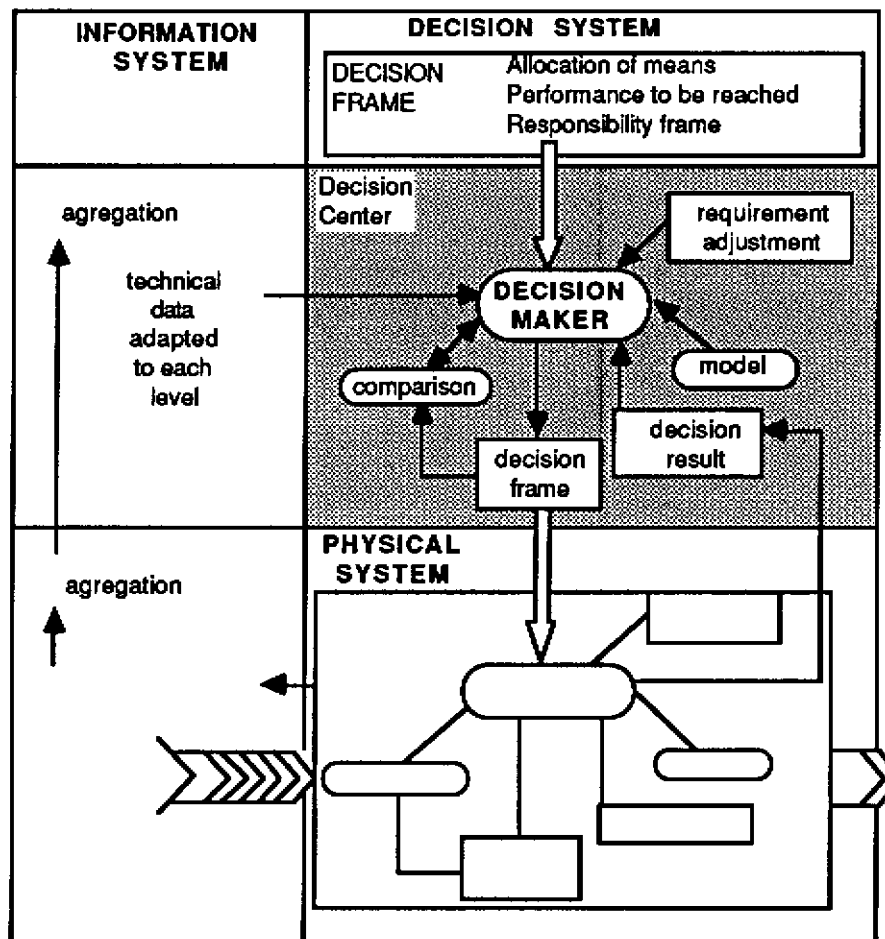 INFORMATION
SYSTEM
DECISION SYSTEM
DECISION
FRAME
Allocation of means
Performance to be reached
Responsibility frame
Decision
Center
agregation
technical
data
adapted
to each
level
requirement
adjustment
DECISION
MAKER
comparison
model
decision
frame
decision
result
PHYSICAL
SYSTEM
agregation